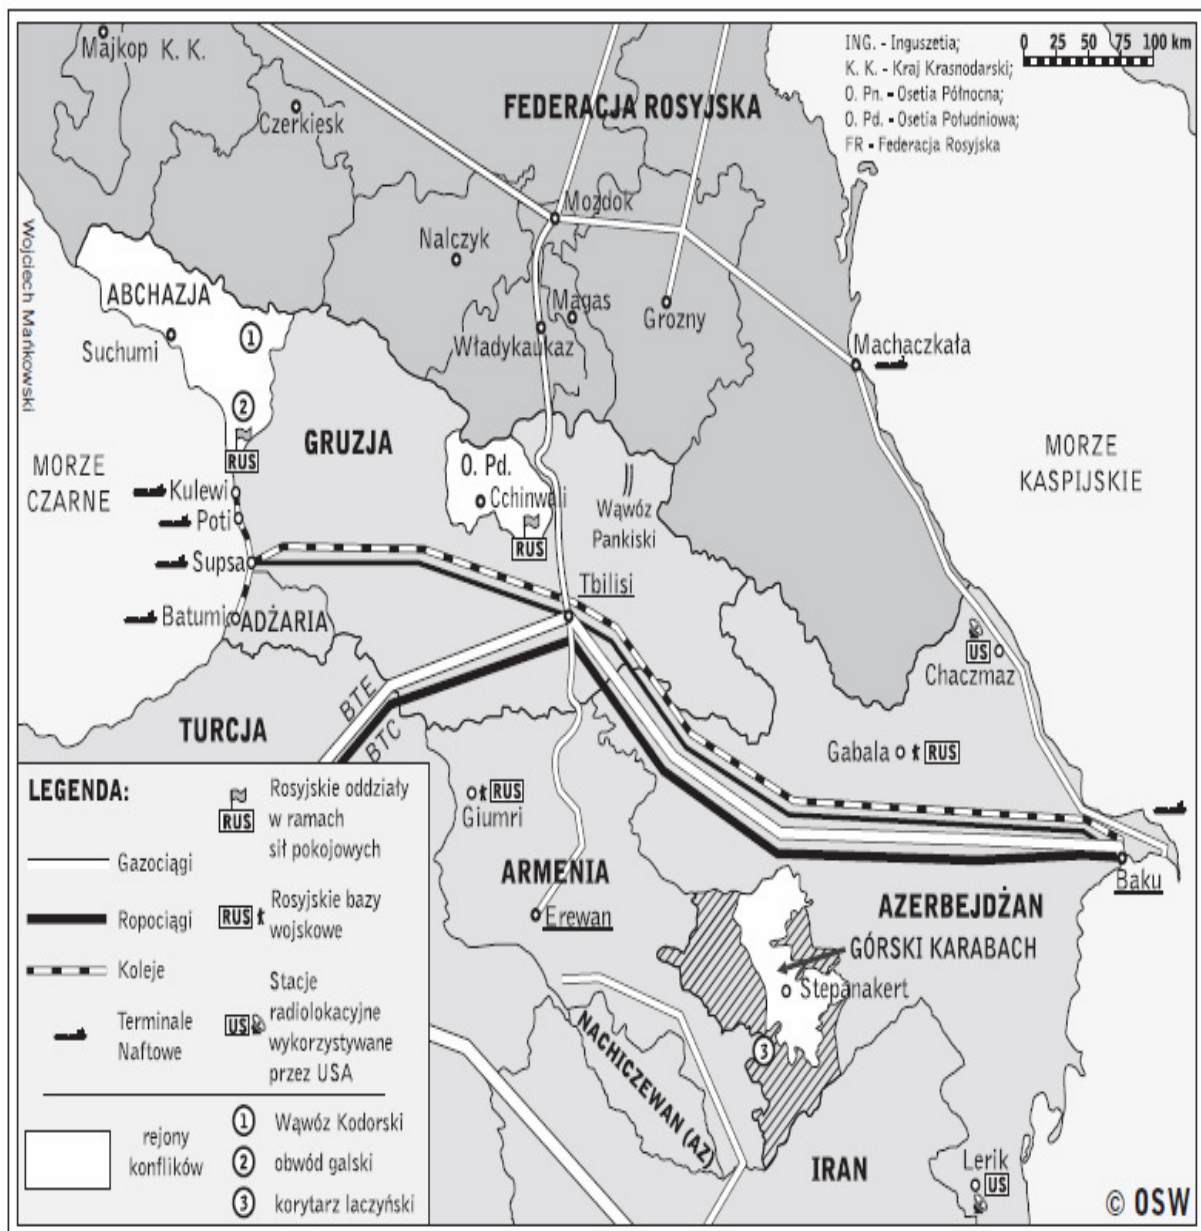 Majkop K. K.
ING. - Inguszetia;
K. K. - Kraj Krasnodarski;
O. Pn. - Osetia Północna;
O. Pd. - Osetia Południowa;
FR - Federacja Rosyjska
0 25 50 75 100 km
Czerkiesk
FEDERACJA ROSYJSKA
Mozdok
Nalczyk
Wojciech Mańkowski
ABCHAZJA
Magas
Grozny
1
Suchumi
Władykaukaz
Machaczkała
2
GRUZJA
RUS
MORZE
CZARNE
O. Pd.
Cchinwali
MORZE
KASPIJSKIE
Kulewi
Poti
Wąwóz
Pankiski
RUS
Supsa
Tbilisi
Batumi
ADŻARIA
US
Chaczmaz
BTE
BTC
TURCJA
Gabala
RUS
Giumri
RUS
ARMENIA
Baku
Erewan
AZERBEJDŻAN
GÓRSKI KARABACH
Stepanakert
3
NACHICZEWAN (AZ)
IRAN
Lerik
US
LEGENDA:
Gazociągi
Ropociągi
Koleje
Terminale
Naftowe
rejony
konflików
RUS
Rosyjskie oddziały
w ramach
sił pokojowych
RUS
Rosyjskie bazy
wojskowe
US
Stacje
radiolokacyjne
wykorzystywane
przez USA
1 Wąwóz Kodorski
2 obwód galski
3 korytarz laczyński
© OSW